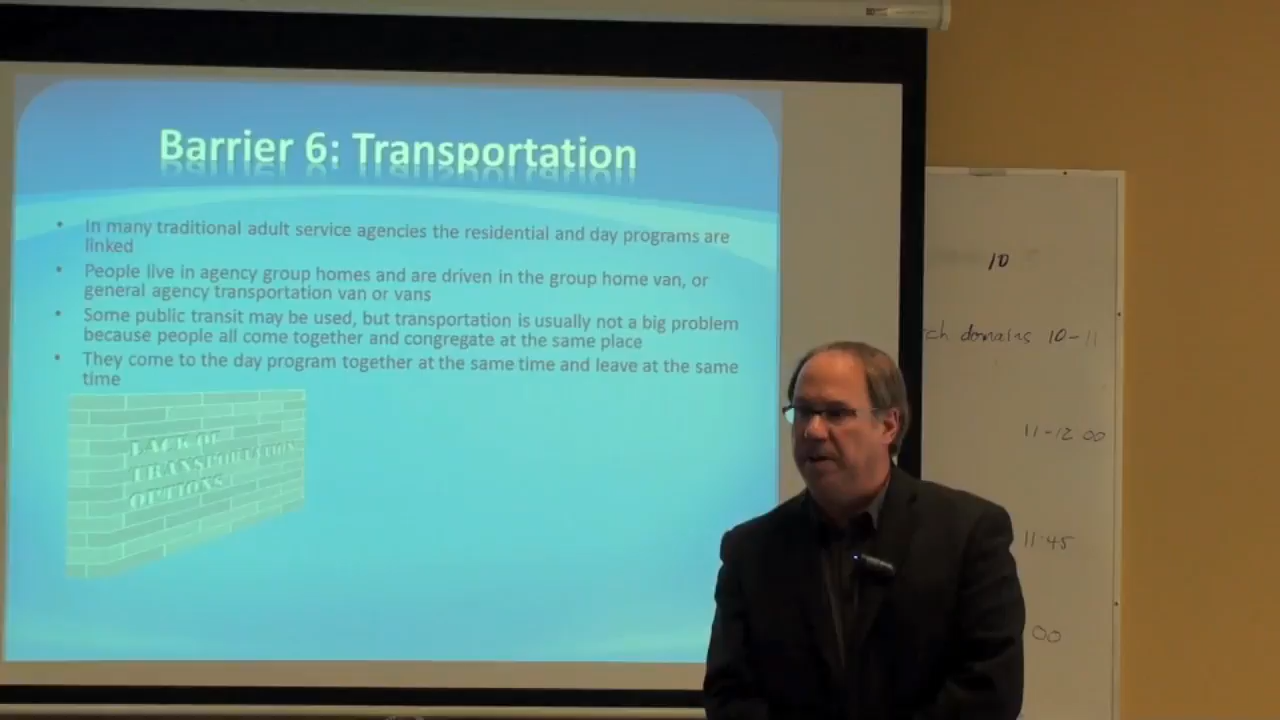 Barrier 6: Transportation
• In many traditional adult service agencies the residential and day programs are
linked
• People live in agency group homes and are driven in the group home van, or
general agency transportation van or vans
• Some public transit may be used, but transportation is usually not a big problem
because people all come together and congregate at the same place
• They come to the day program together at the same time and leave at the same
time
LACK OF
TRANSPORTATION
OPTIONS
10
domains 10-11
11-12 00
11:45
00